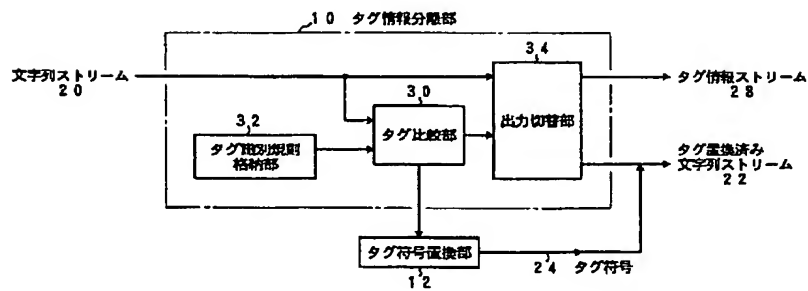 10 タグ情報分離部
文字列ストリーム
20
34
出力切替部
タグ情報ストリーム
28
30
タグ比較部
32
タグ識別規則
格納部
タグ置換済み
文字列ストリーム
22
タグ符号置換部
12
24 タグ符号